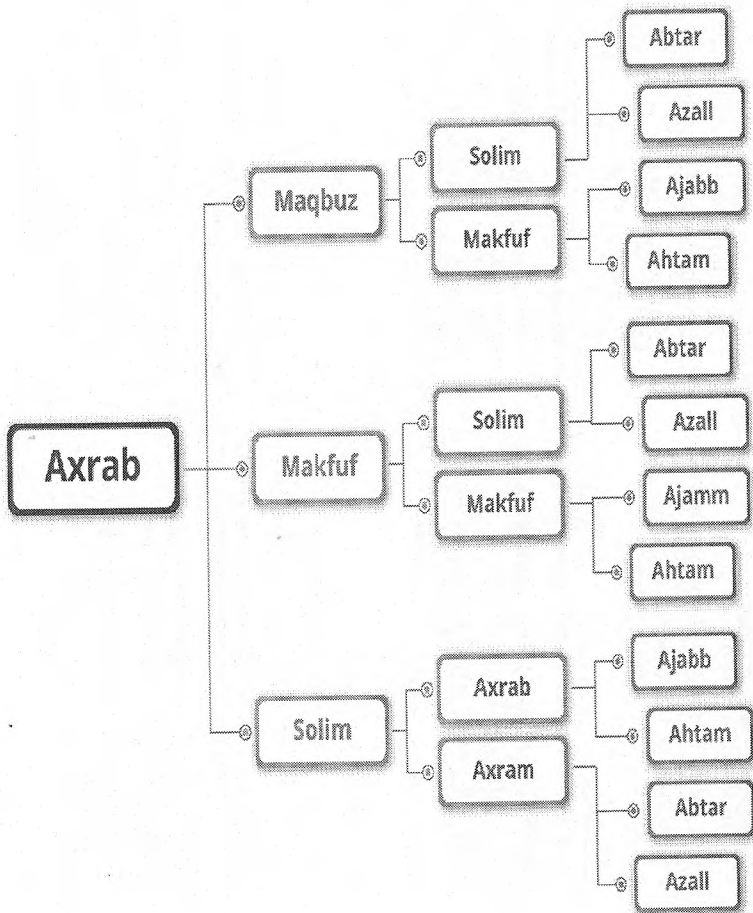 Axrab
Maqbuz
Solim
Abtar
Azall
Makfuf
Ajabb
Ahtam
Makfuf
Solim
Abtar
Azall
Makfuf
Ajamm
Ahtam
Solim
Axrab
Ajabb
Ahtam
Axram
Abtar
Azall